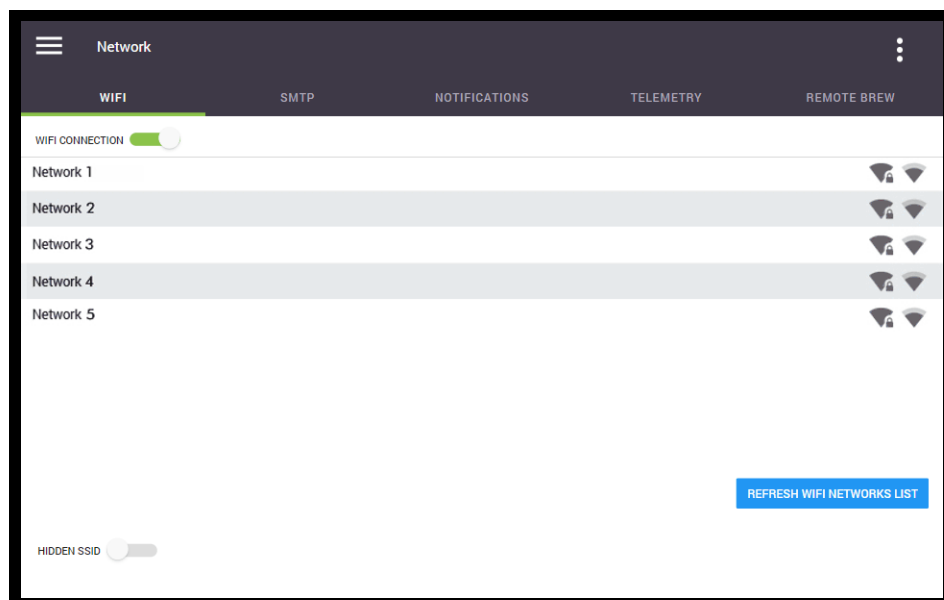 Network
WIFI SMTP NOTIFICATIONS TELEMETRY REMOTE BREW
WIFI CONNECTION
Network 1
Network 2
Network 3
Network 4
Network 5
REFRESH WIFI NETWORKS LIST
HIDDEN SSID